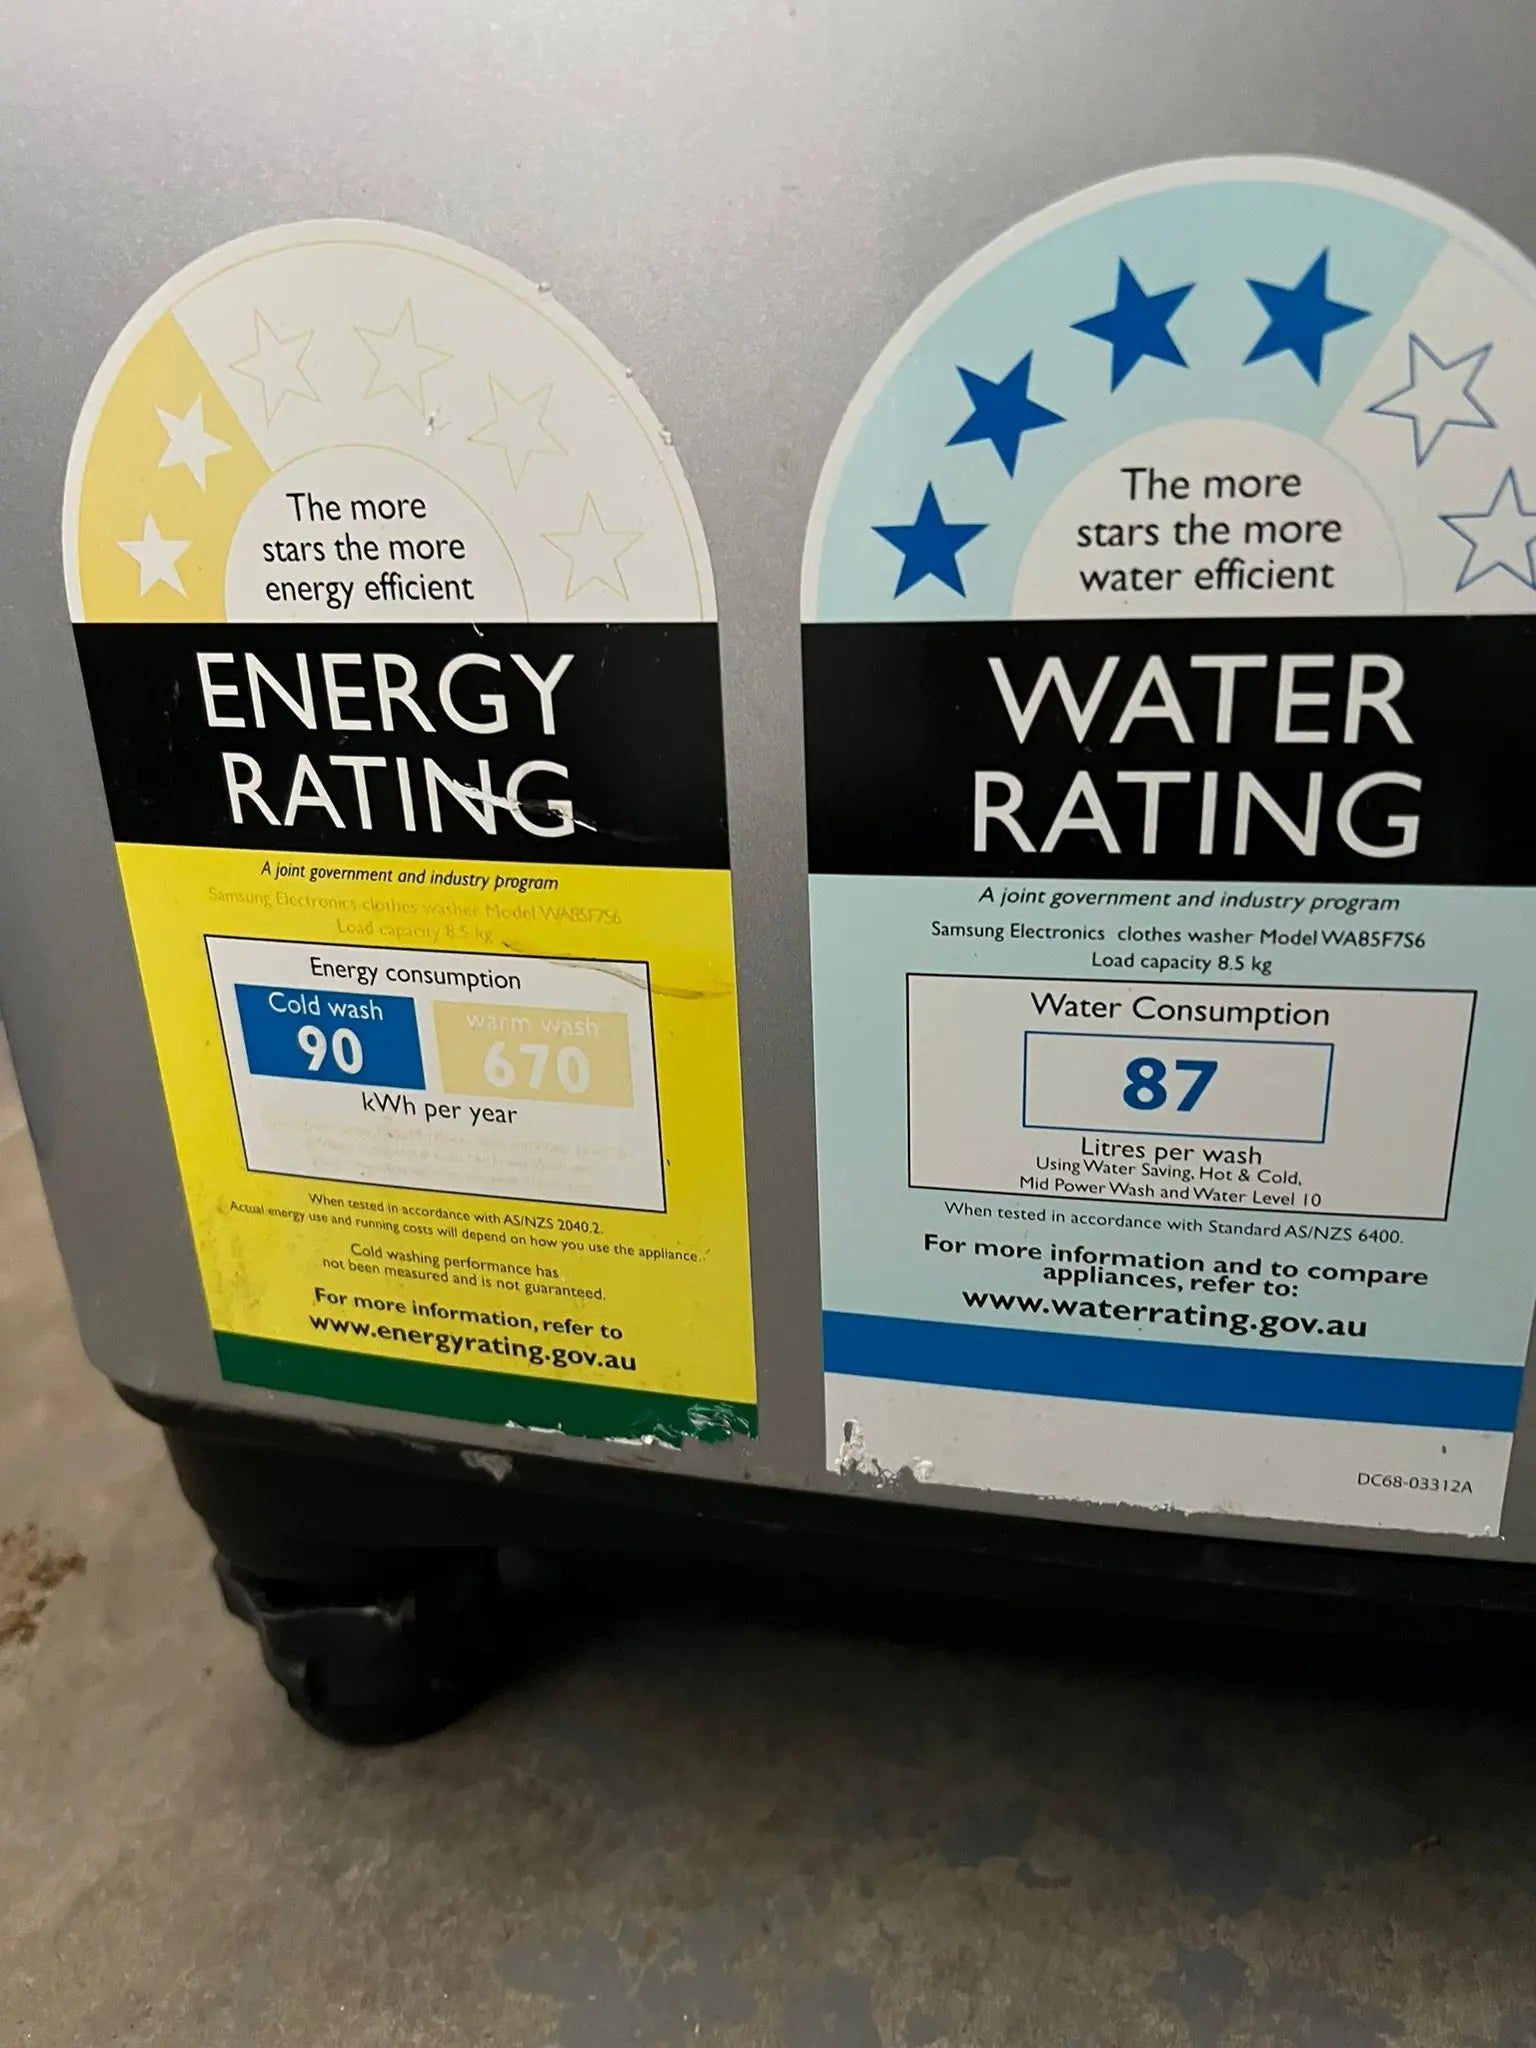 The more
stars the more
energy efficient
ENERGY
RATING
A joint government and industry program
Samsung Electronics clothes washer Model WA85F7S6
Load capacity 8.5 kg
Energy consumption
Cold wash
90
warm wash
670
kWh per year
When tested in accordance with AS/NZS 2040.2.
Actual energy use and running costs will depend on how you use the appliance.
Cold washing performance has
not been measured and is not guaranteed.
For more information, refer to
www.energyrating.gov.au
The more
stars the more
water efficient
WATER
RATING
A joint government and industry program
Samsung Electronics clothes washer Model WA85F7S6
Load capacity 8.5 kg
Water Consumption
87
Litres per wash
Using Water Saving, Hot & Cold,
Mid Power Wash and Water Level 10
When tested in accordance with Standard AS/NZS 6400.
For more information and to compare
appliances, refer to:
www.waterrating.gov.au
DC68-03312A